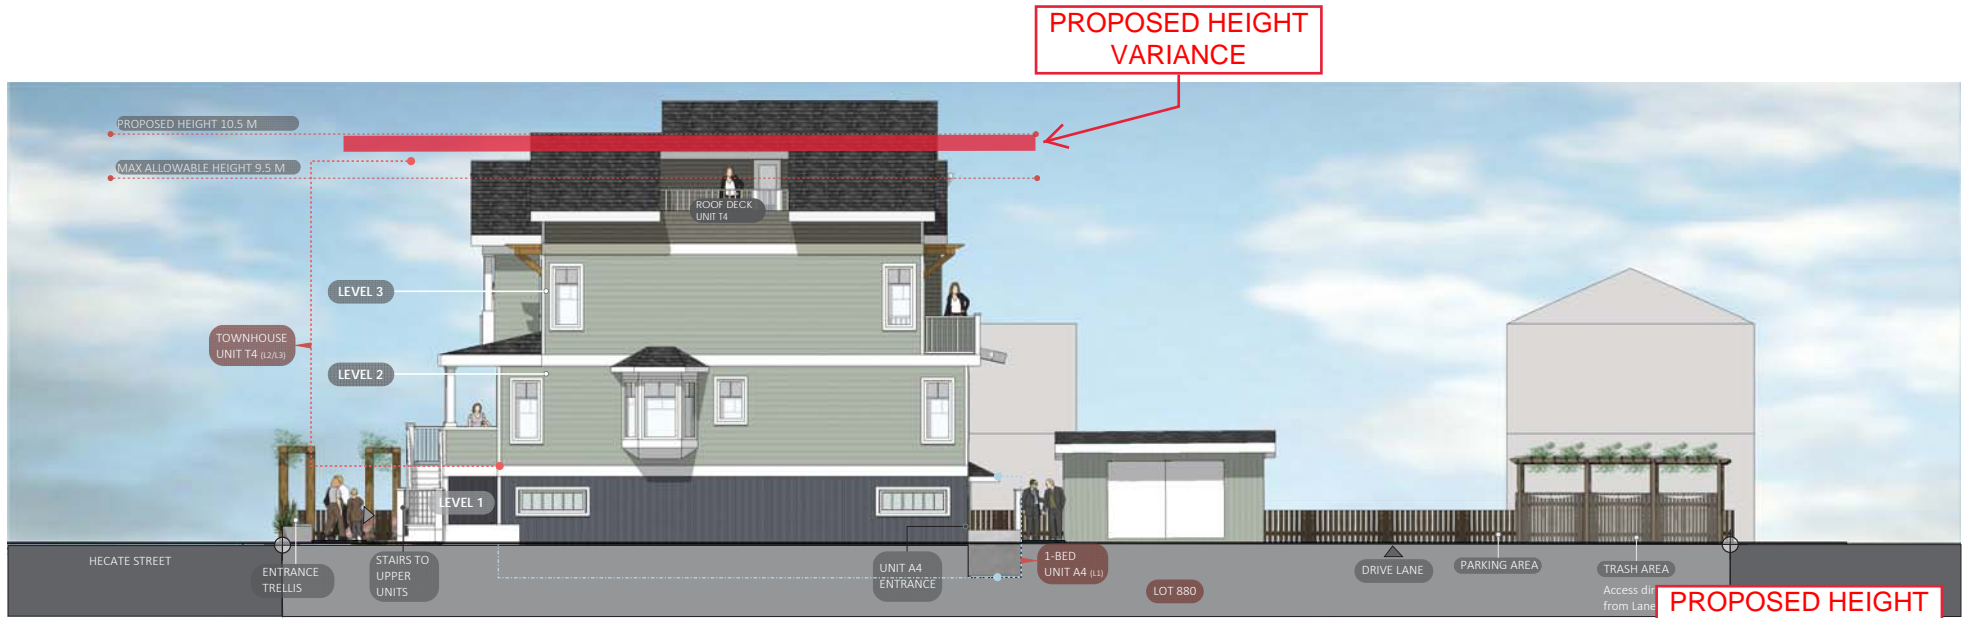 PROPOSED HEIGHT
VARIANCE
PROPOSED HEIGHT 10.5 M
MAX ALLOWABLE HEIGHT 9.5 M
ROOF DECK
UNIT T4
LEVEL 3
TOWNHOUSE
UNIT T4 (L2/L3)
LEVEL 2
LEVEL 1
HECATE STREET
ENTRANCE
TRELLIS
STAIRS TO
UPPER
UNITS
UNIT A4
ENTRANCE
1-BED
UNIT A4 (L1)
LOT 880
DRIVE LANE
PARKING AREA
TRASH AREA
Access
from Lane
PROPOSED HEIGHT